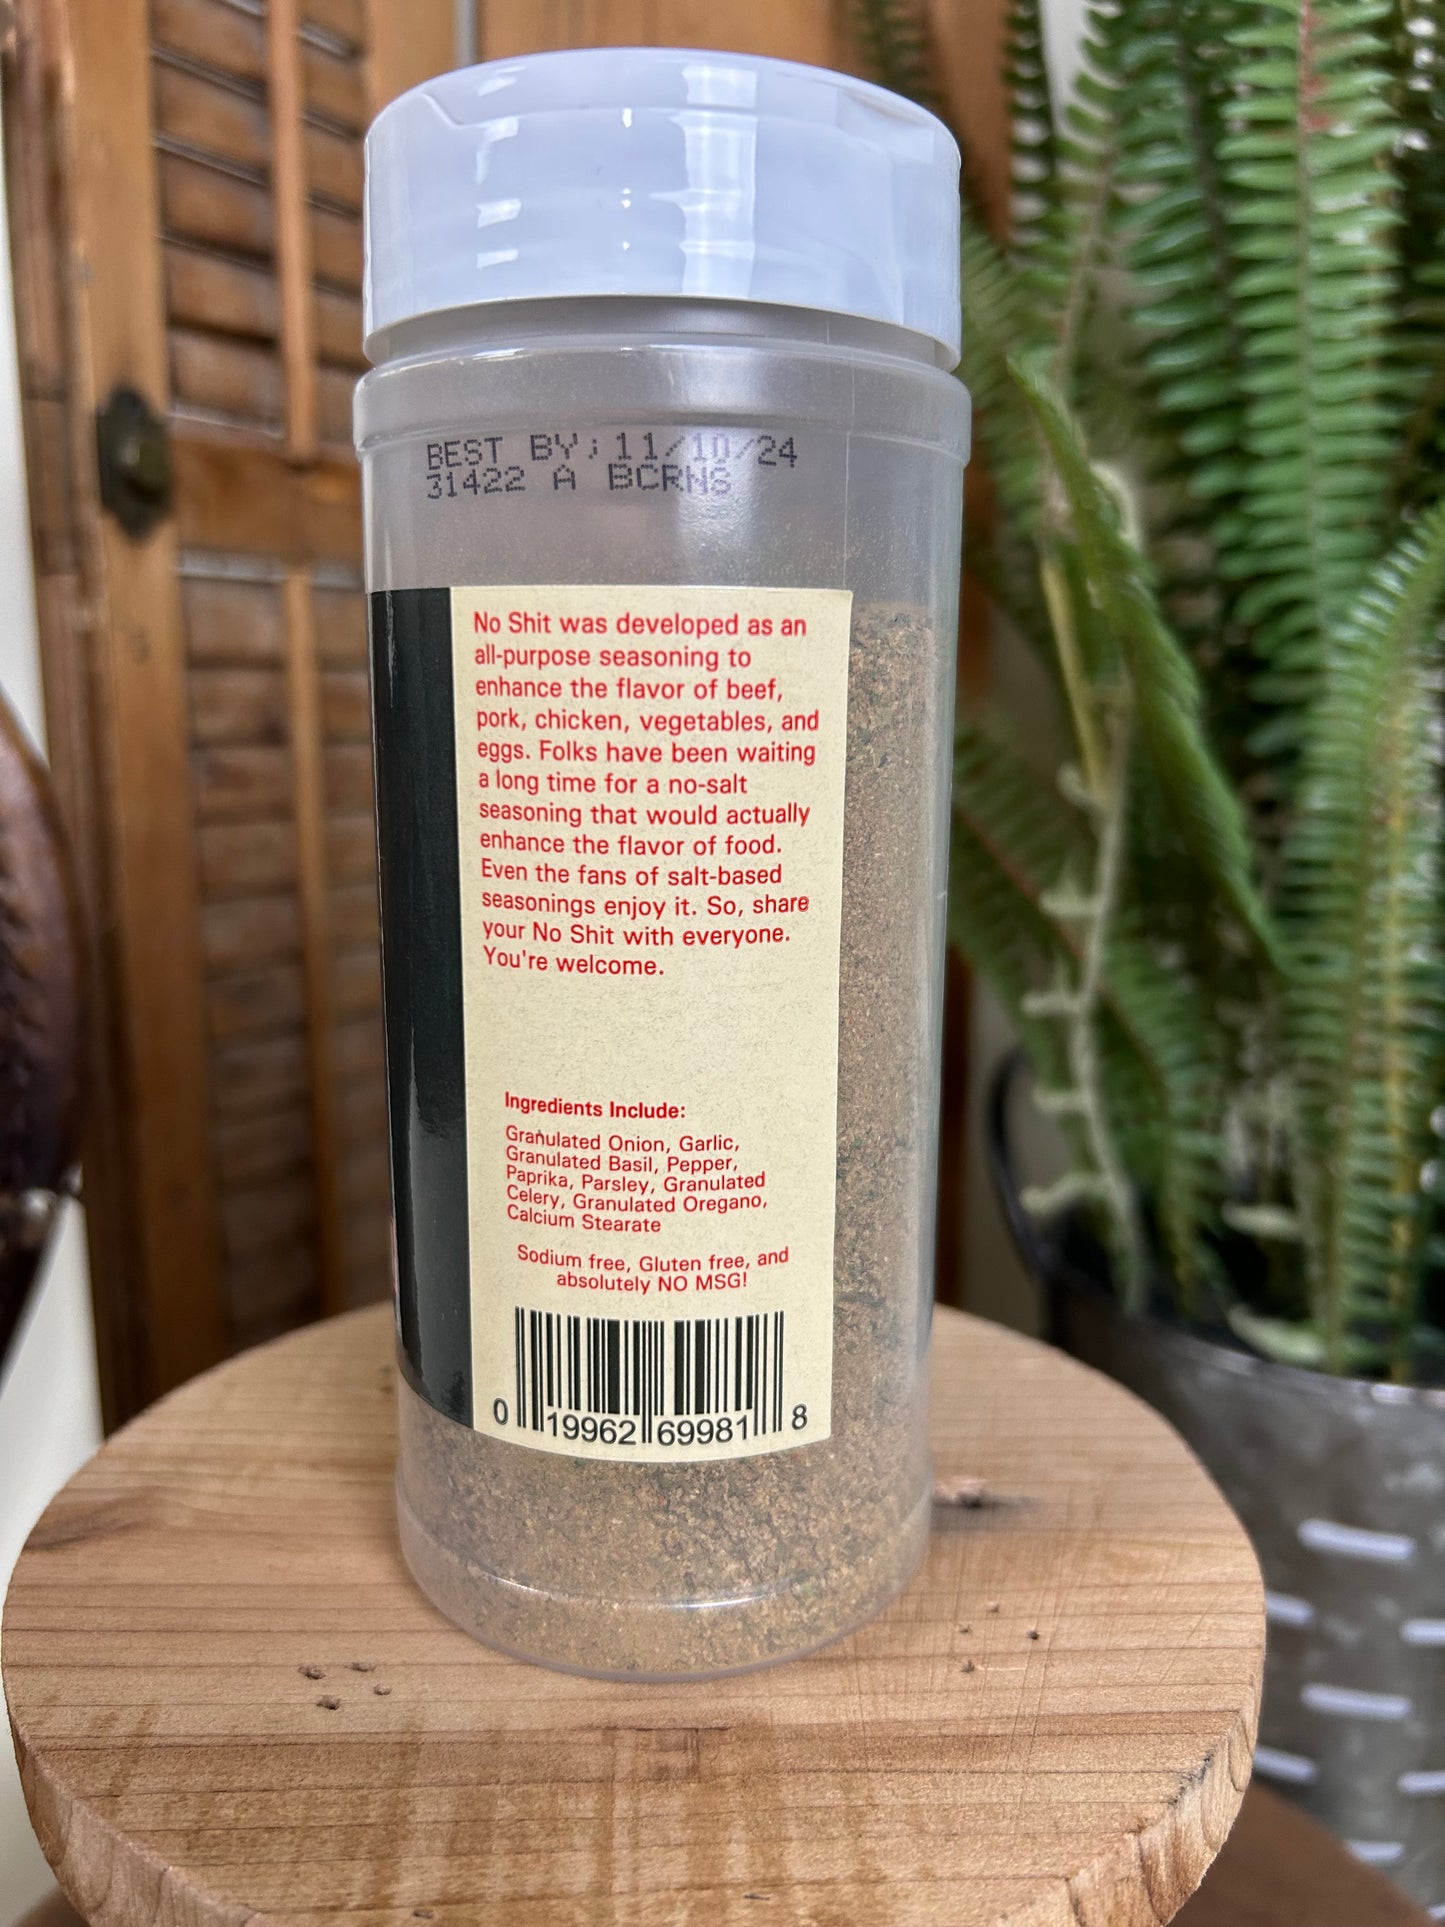 BEST BY; 11/10/24
31422 A BCRNS
No Shit was developed as an
all-purpose seasoning to
enhance the flavor of beef,
pork, chicken, vegetables, and
eggs. Folks have been waiting
a long time for a no-salt
seasoning that would actually
enhance the flavor of food.
Even the fans of salt-based
seasonings enjoy it. So, share
your No Shit with everyone.
You're welcome.
Ingredients Include:
Granulated Onion, Garlic,
Granulated Basil, Pepper,
Paprika, Parsley, Granulated
Celery, Granulated Oregano,
Calcium Stearate
Sodium free, Gluten free, and
absolutely NO MSG!
0 19962 69981 8